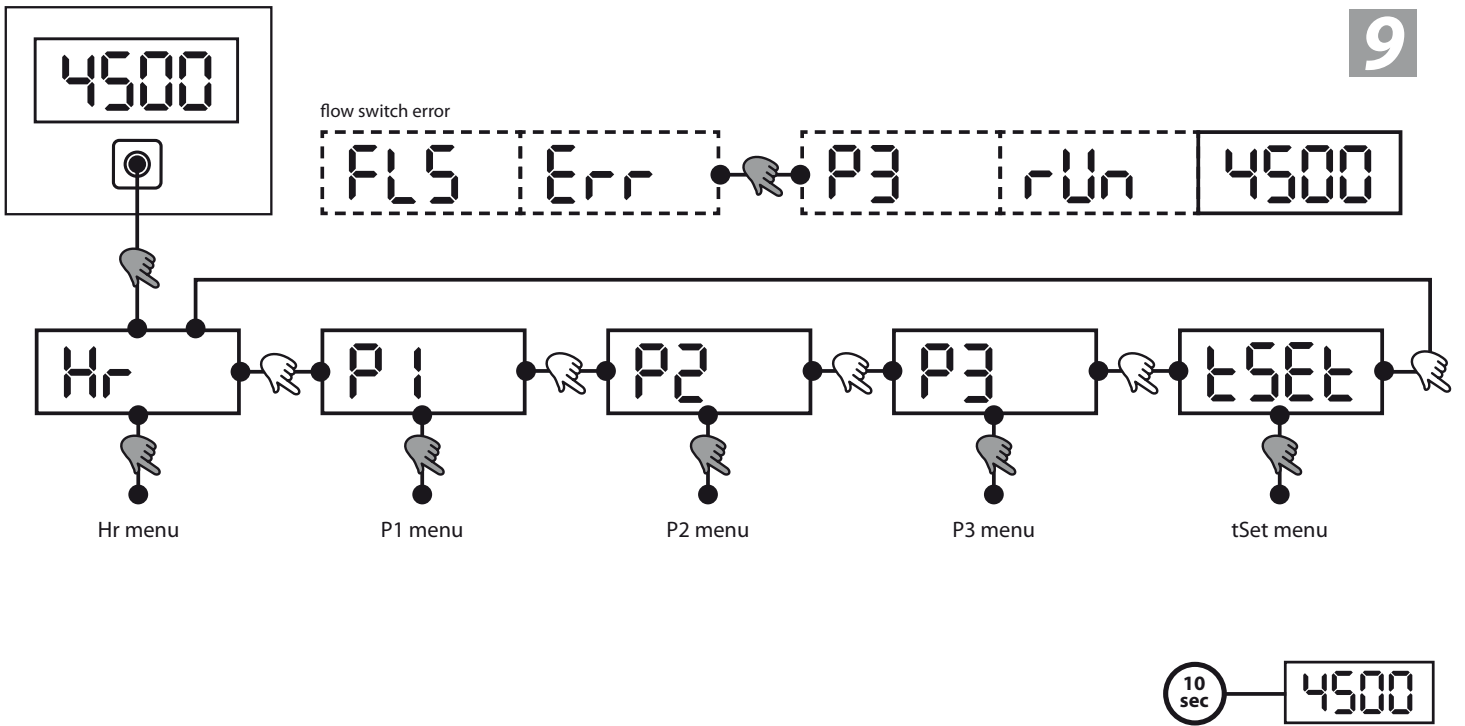 4500
9
flow switch error
FLS Err P3 rUn 4500
Hr P1 P2 P3 tSEt
Hr menu P1 menu P2 menu P3 menu tSet menu
10
sec
4500